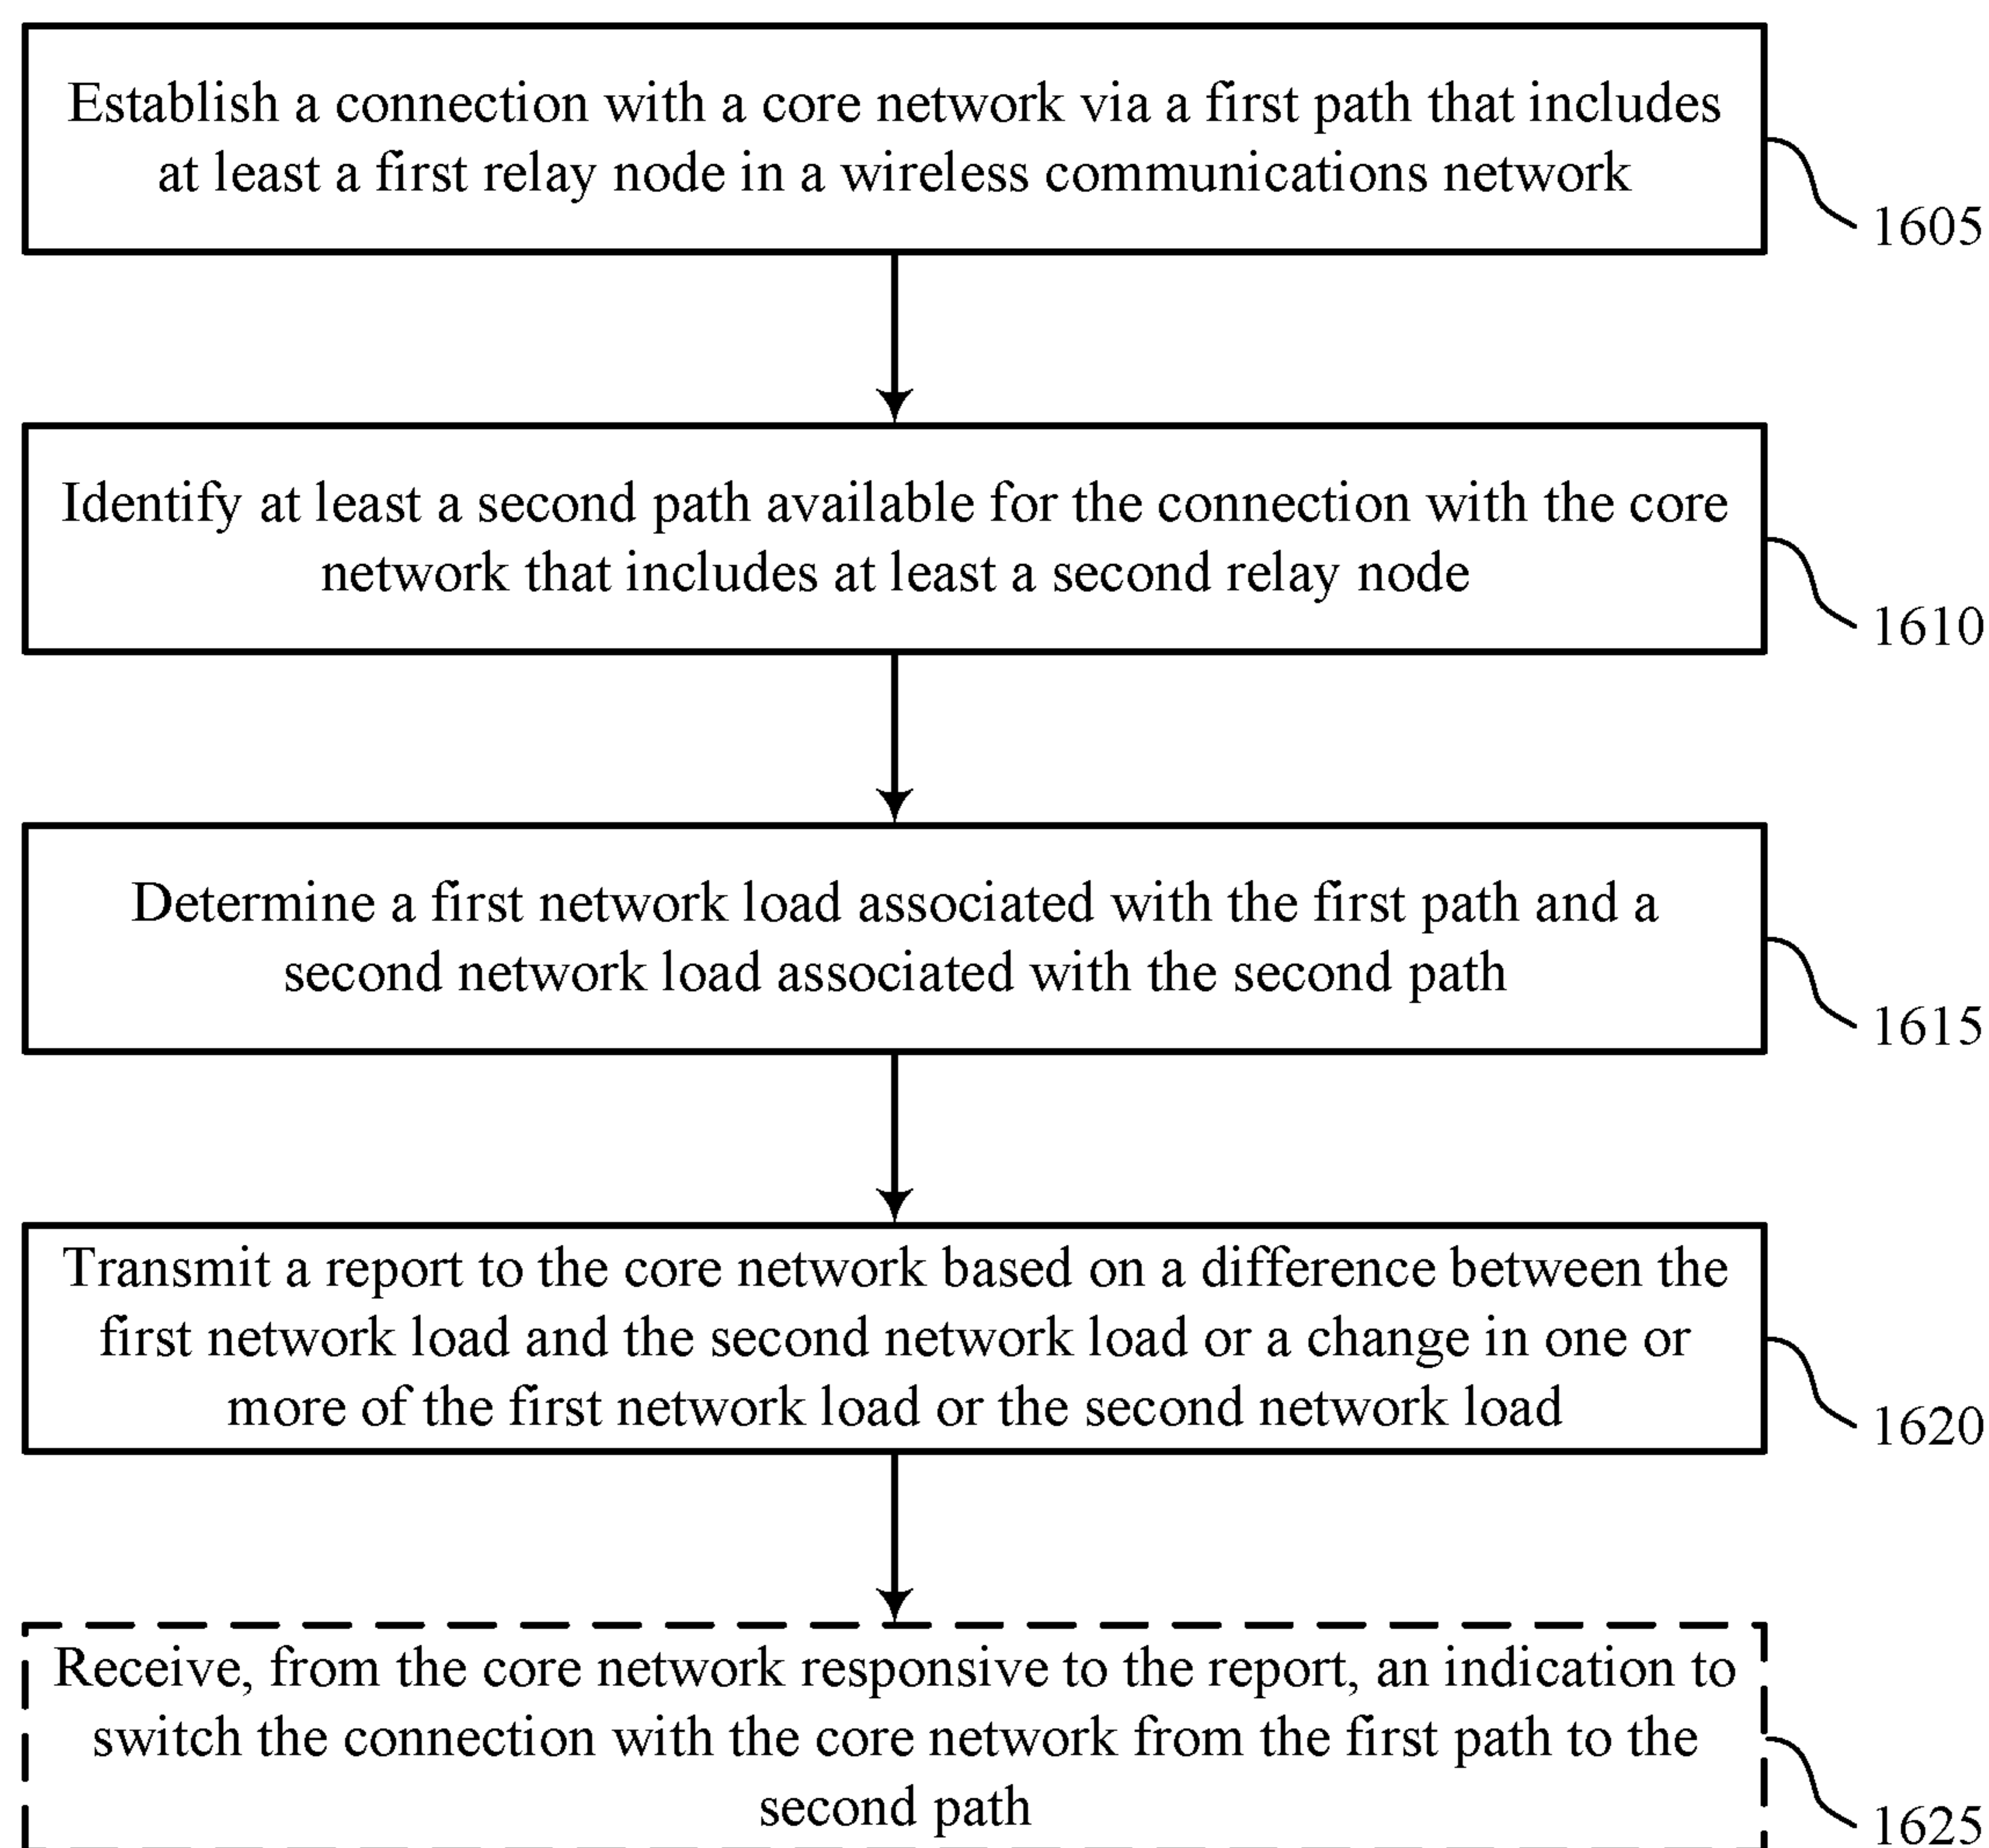 Establish a connection with a core network via a first path that includes
at least a first relay node in a wireless communications network
1605
Identify at least a second path available for the connection with the core
network that includes at least a second relay node
1610
Determine a first network load associated with the first path and a
second network load associated with the second path
1615
Transmit a report to the core network based on a difference between the
first network load and the second network load or a change in one or
more of the first network load or the second network load
1620
Receive, from the core network responsive to the report, an indication to
switch the connection with the core network from the first path to the
second path
1625